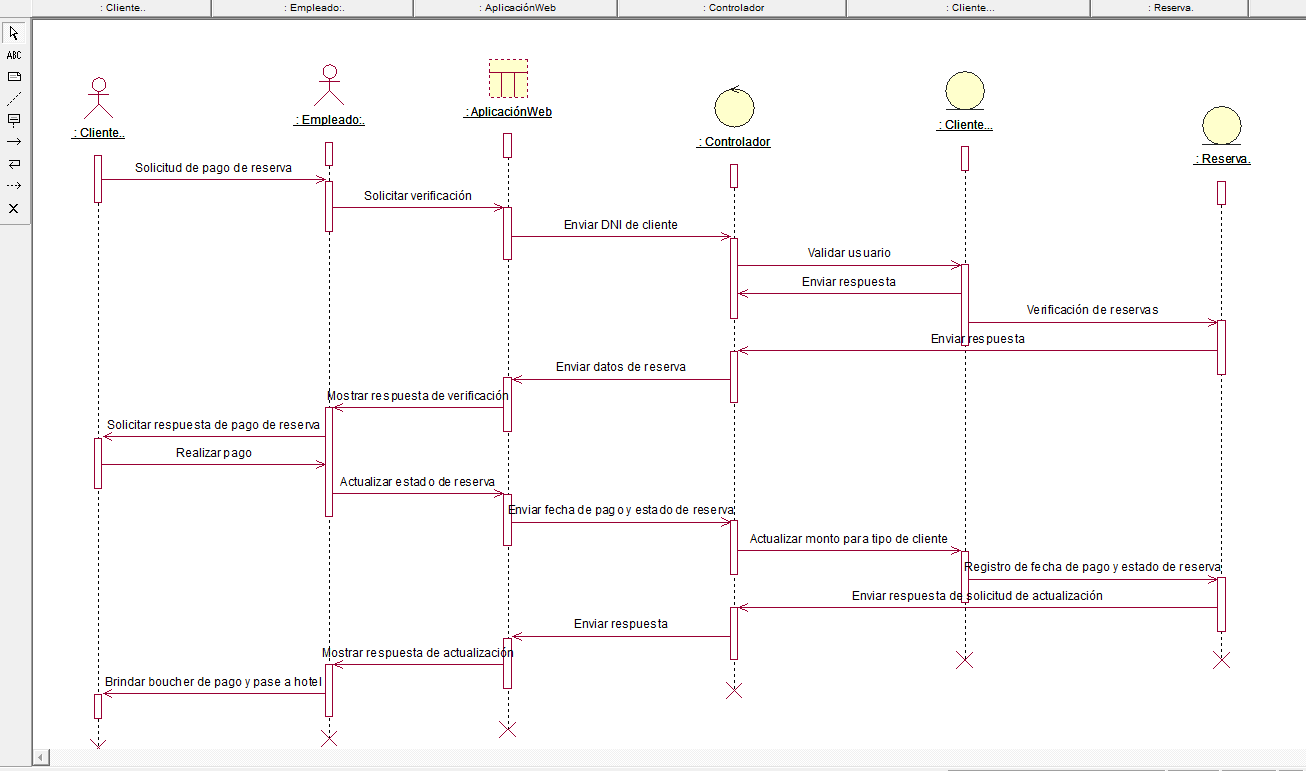 : Cliente..
: Empleado:.
: AplicaciónWeb
: Controlador
: Cliente...
: Reserva.
ABC
: Cliente..
: Empleado:.
: AplicaciónWeb
: Controlador
: Cliente...
: Reserva.
Solicitud de pago de reserva
Solicitar verificación
Enviar DNI de cliente
Validar usuario
Enviar respuesta
Verificación de reservas
Enviar respuesta
Enviar datos de reserva
Mostrar respuesta de verificación
Solicitar respuesta de pago de reserva
Realizar pago
Actualizar estado de reserva
Enviar fecha de pago y estado de reserva
Actualizar monto para tipo de cliente
Registro de fecha de pago y estado de reserva
Enviar respuesta de solicitud de actualización
Enviar respuesta
Mostrar respuesta de actualización
Brindar boucher de pago y pase a hotel